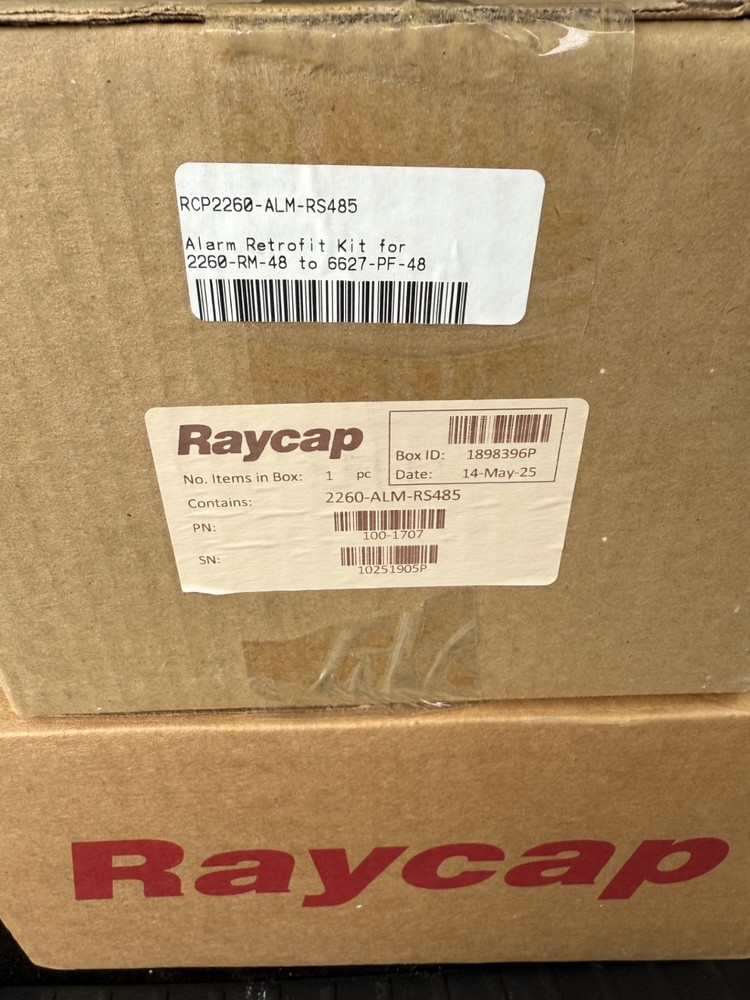 RCP2260-ALM-RS485
Alarm Retrofit Kit for
2260-RM-48 to 6627-PF-48
Raycap
Box ID: 1898396P
No. Items in Box: 1 pc
Date: 14-May-25
Contains: 2260-ALM-RS485
PN: 100-1707
SN: 10251905P
Raycap